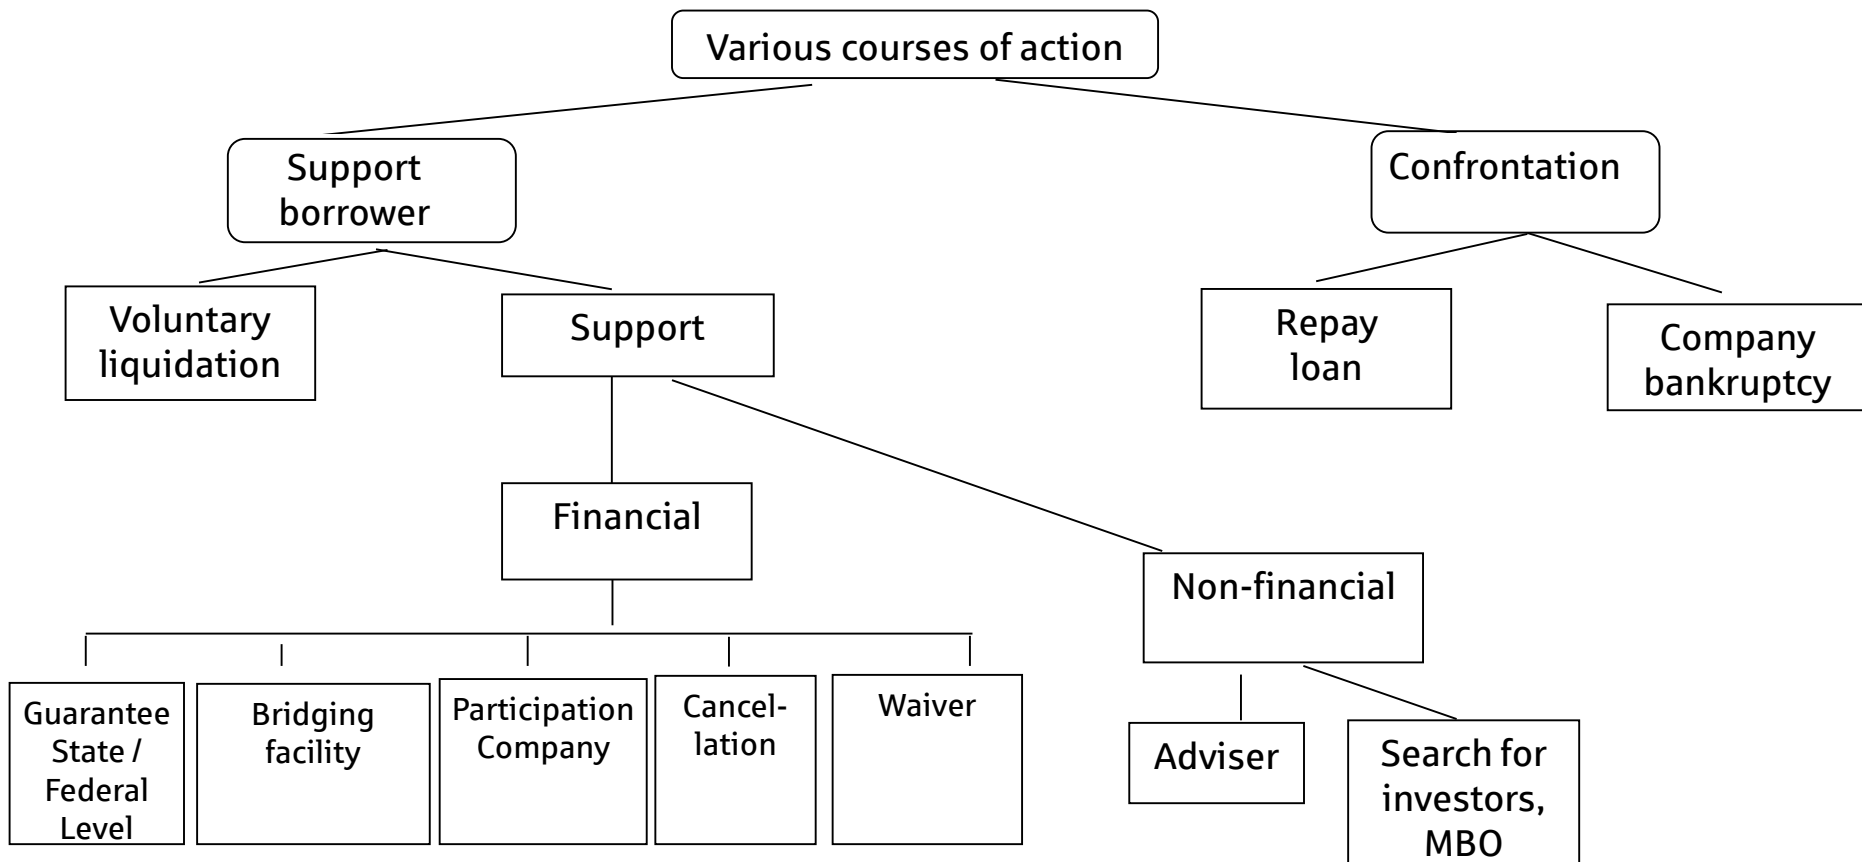 Various courses of action
Support
borrower
Confrontation
Voluntary
liquidation
Support
Repay
loan
Company
bankruptcy
Financial
Non-financial
Guarantee
State /
Federal
Level
Bridging
facility
Participation
Company
Cancel-
lation
Waiver
Adviser
Search for
investors,
MBO